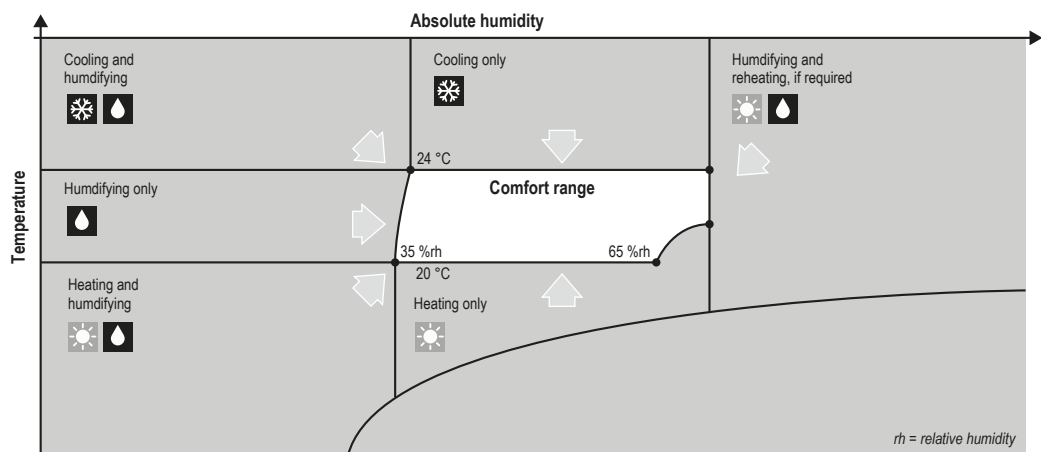 Absolute humidity
Cooling and
humdifying
Cooling only
Humdifying and
reheating, if required
24 °C
Temperature
Humdifying only
Comfort range
35 %rh
65 %rh
20 °C
Heating and
humdifying
Heating only
rh = relative humidity